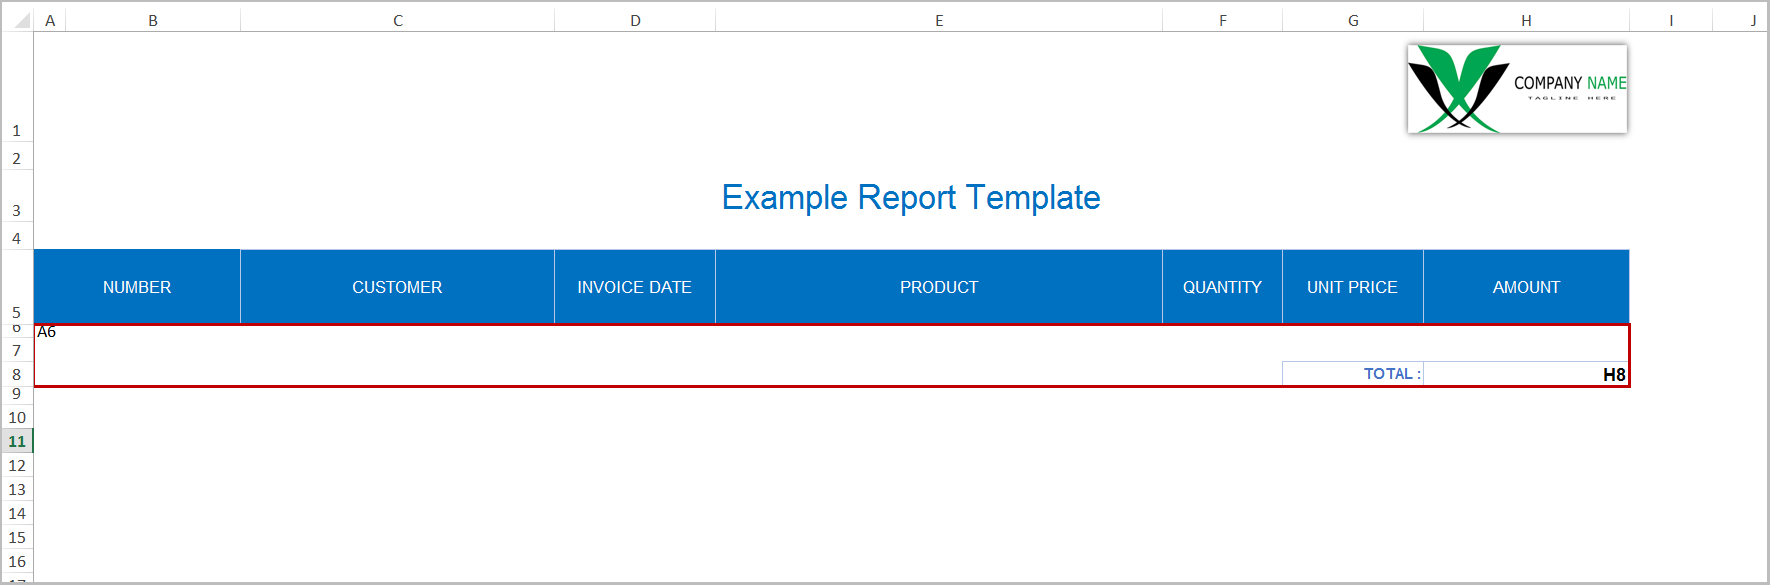 A B C D E F G H I J
COMPANY NAME
TAGLINE HERE
1
2
Example Report Template
3
4
NUMBER CUSTOMER INVOICE DATE PRODUCT QUANTITY UNIT PRICE AMOUNT
5
6 A6
7
8 TOTAL : H8
9
10
11
12
13
14
15
16
17